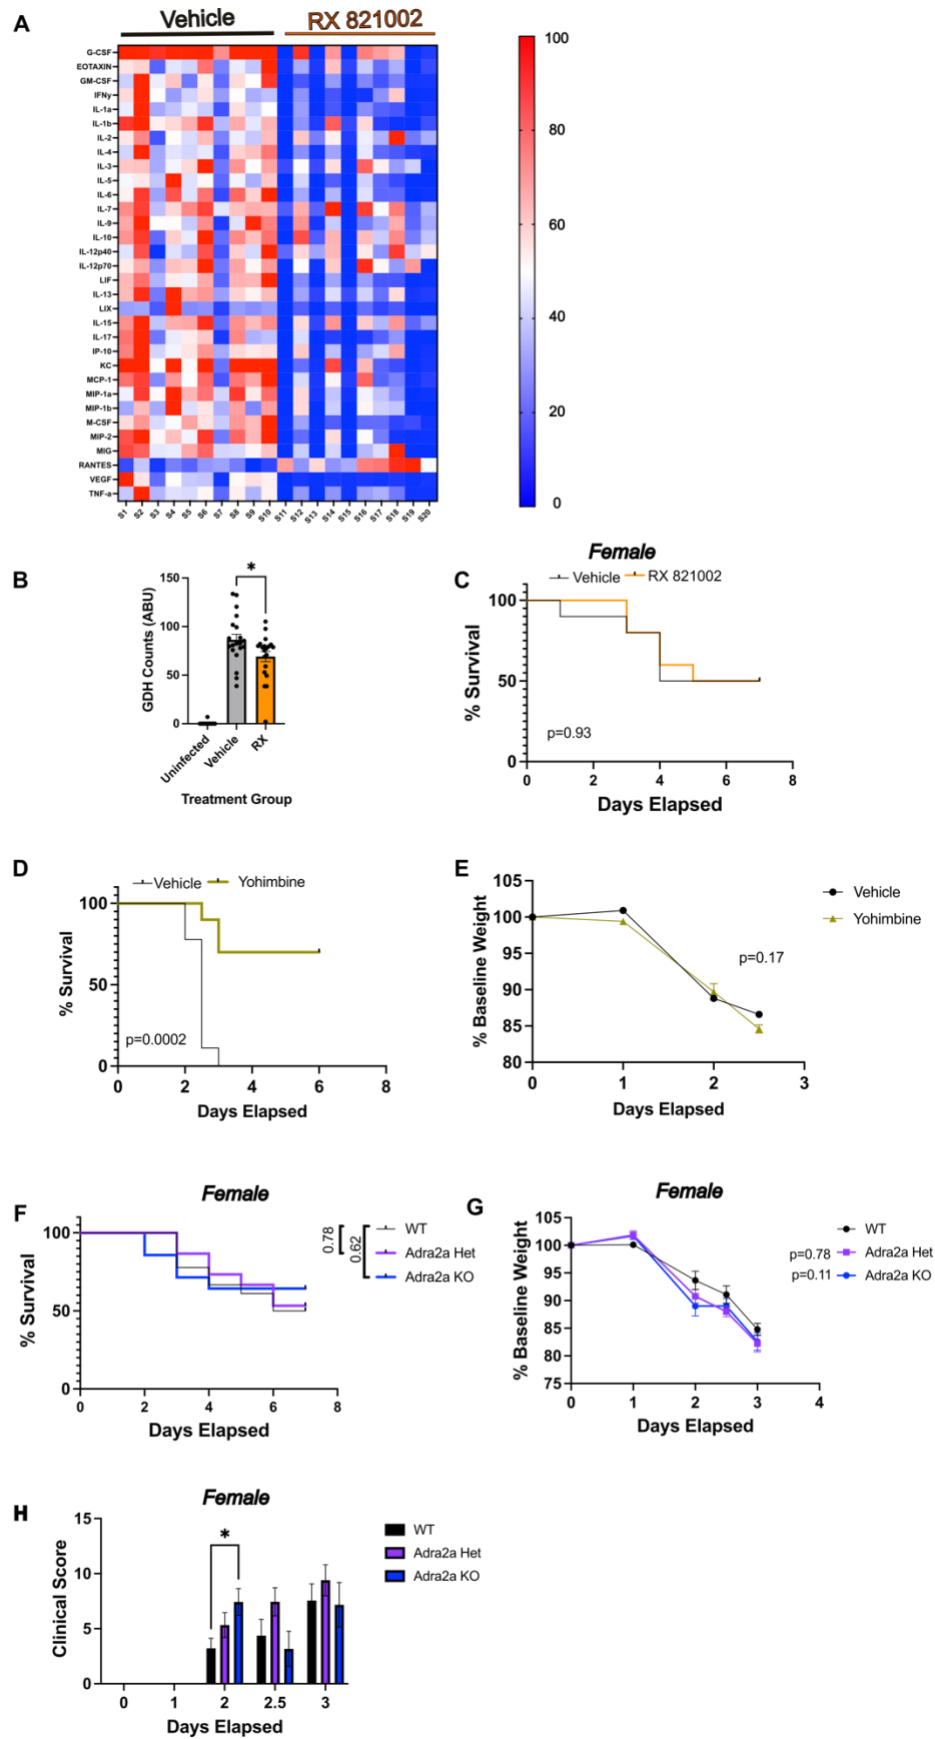 A
Vehicle
RX 821002
G-CSF
EOTAXIN
GM-CSF
IFNy
IL-1a
IL-1b
IL-2
IL-4
IL-3
IL-5
IL-6
IL-7
IL-9
IL-10
IL-12p40
IL-12p70
LIF
IL-13
LIX
IL-15
IL-17
IP-10
KC
MCP-1
MIP-1a
MIP-1b
M-CSF
MIP-2
MIG
RANTES
VEGF
TNF-a
S1 S2 S3 S4 S5 S6 S7 S8 S9 S10 S11 S12 S13 S14 S15 S16 S17 S18 S19 S20
100
80
60
40
20
0
B
GDH Counts (ABU)
150
100
50
0
*
Uninfected
Vehicle
RX
Treatment Group
C
Female
Vehicle RX 821002
% Survival
100
50
0
p=0.93
0 2 4 6 8
Days Elapsed
D
Vehicle Yohimbine
% Survival
100
50
0
p=0.0002
0 2 4 6 8
Days Elapsed
E
% Baseline Weight
105
100
95
90
85
80
Vehicle
Yohimbine
p=0.17
0 1 2 3
Days Elapsed
F
Female
% Survival
100
50
0
0.78
0.62
WT
Adra2a Het
Adra2a KO
0 2 4 6 8
Days Elapsed
G
Female
% Baseline Weight
105
100
95
90
85
80
75
WT
p=0.78 Adra2a Het
p=0.11 Adra2a KO
0 1 2 3 4
Days Elapsed
H
Female
Clinical Score
15
10
5
0
*
WT
Adra2a Het
Adra2a KO
0 1 2 2.5 3
Days Elapsed